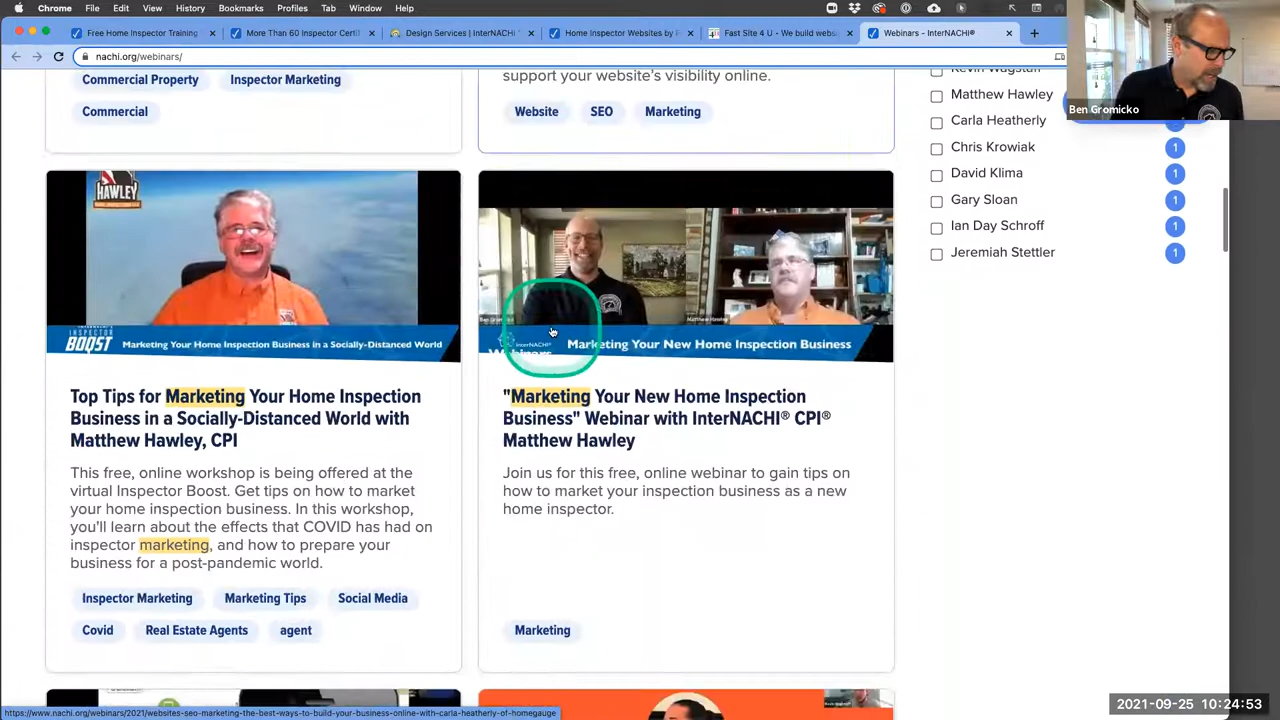 Chrome File Edit View History Bookmarks Profiles Tab Window Help
Free Home Inspector Training
More Than 60 Inspector Certif
Design Services | InterNACHI
Home Inspector Websites by F
Fast Site 4 U - We build websi
Webinars - InterNACHI®
nachi.org/webinars/
Ben Gromicko
Commercial Property Inspector Marketing
Commercial
support your website's visibility online.
Website SEO Marketing
Kevin Wagstaff
Matthew Hawley
Carla Heatherly 1
Chris Krowiak 1
David Klima 1
Gary Sloan 1
Ian Day Schroff 1
Jeremiah Stettler 1
HAWLEY
INSPECTOR
BOOST
Marketing Your Home Inspection Business in a Socially-Distanced World
Ben Gromicko
Matthew Hawley
InterNACHI®
Webinars
Marketing Your New Home Inspection Business
Top Tips for Marketing Your Home Inspection
Business in a Socially-Distanced World with
Matthew Hawley, CPI
This free, online workshop is being offered at the
virtual Inspector Boost. Get tips on how to market
your home inspection business. In this workshop,
you'll learn about the effects that COVID has had on
inspector marketing, and how to prepare your
business for a post-pandemic world.
Inspector Marketing Marketing Tips Social Media
Covid Real Estate Agents agent
"Marketing Your New Home Inspection
Business" Webinar with InterNACHI® CPI®
Matthew Hawley
Join us for this free, online webinar to gain tips on
how to market your inspection business as a new
home inspector.
Marketing
https://www.nachi.org/webinars/2021/websites-seo-marketing-the-best-ways-to-build-your-business-online-with-carla-heatherly-of-homegauge
2021-09-25 10:24:53